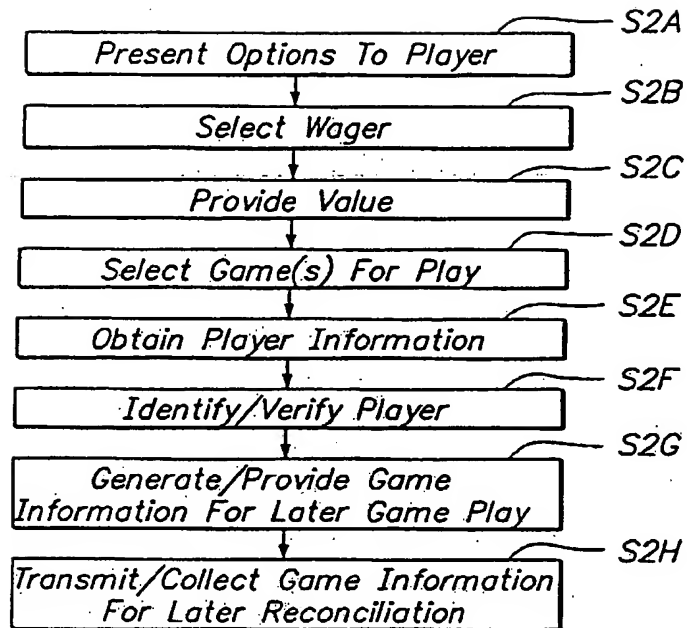 S2A
Present Options To Player
S2B
Select Wager
S2C
Provide Value
S2D
Select Game(s) For Play
S2E
Obtain Player Information
S2F
Identify/Verify Player
S2G
Generate/Provide Game
Information For Later Game Play
S2H
Transmit/Collect Game Information
For Later Reconciliation